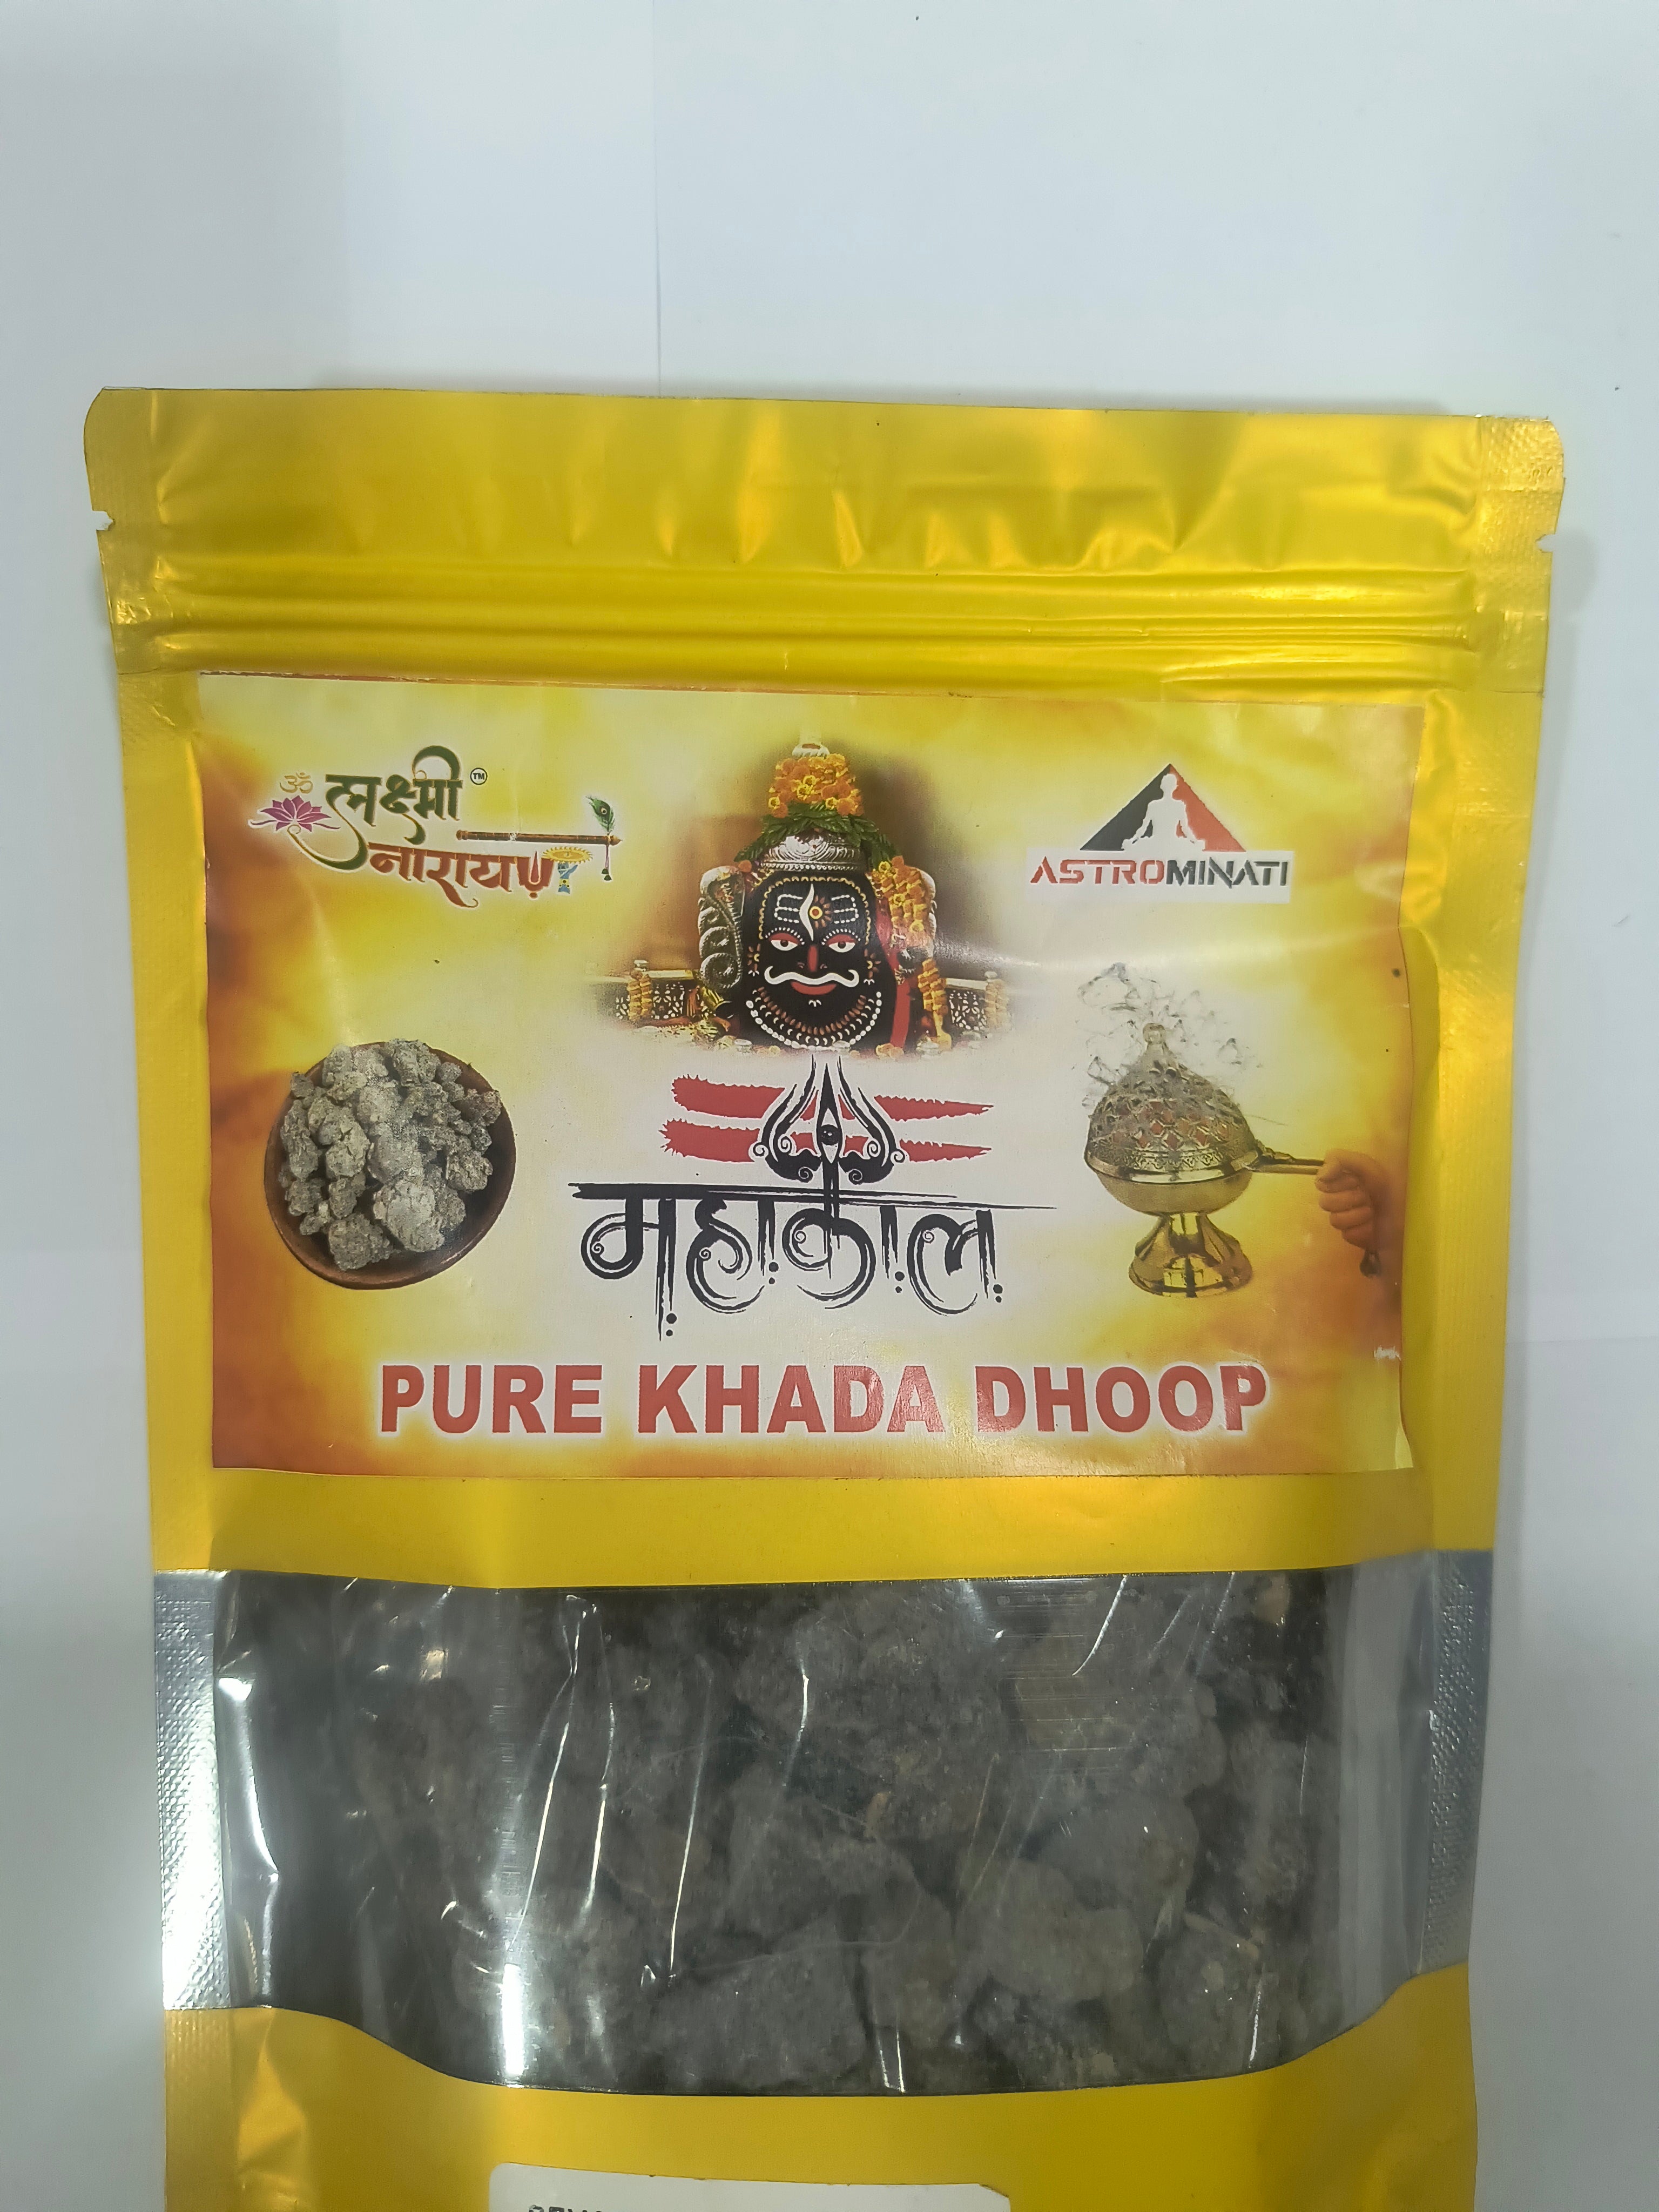 ॐ
लक्ष्मी™
नारायण
ASTROMINATI
महाकाल
PURE KHADA DHOOP